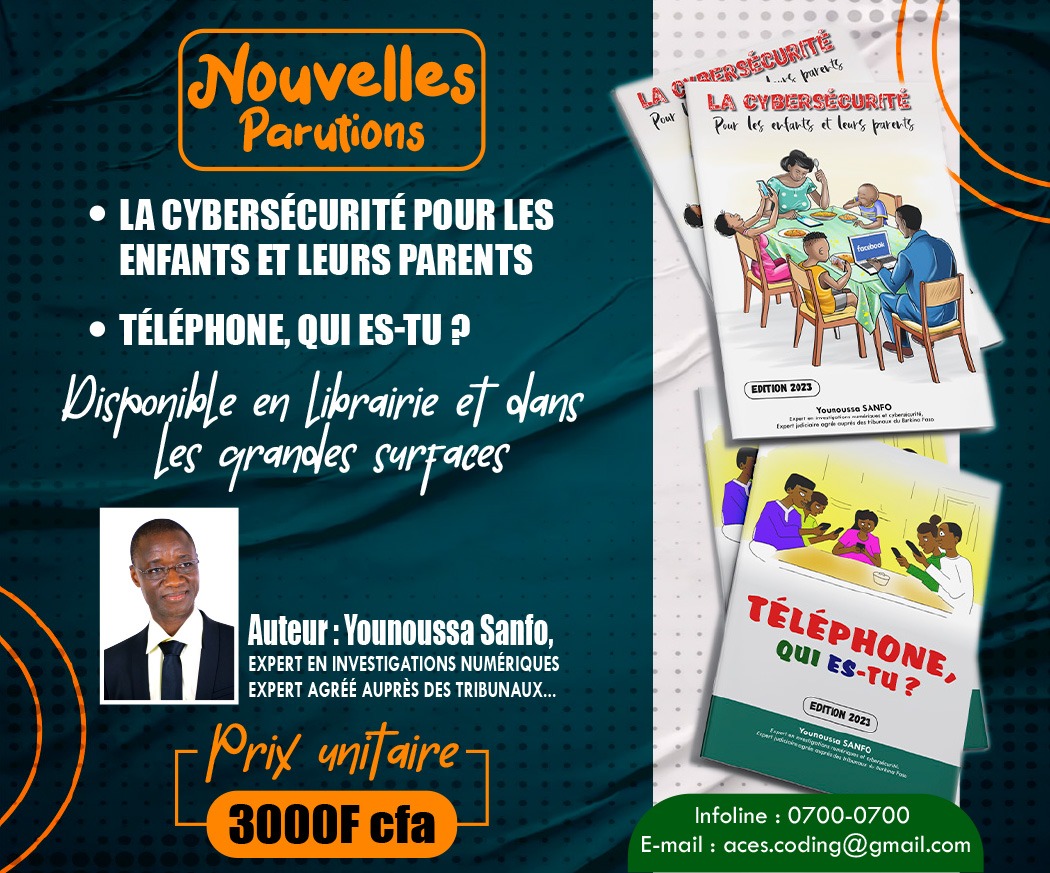 Nouvelles
Parutions
• LA CYBERSÉCURITÉ POUR LES
ENFANTS ET LEURS PARENTS
• TÉLÉPHONE, QUI ES-TU ?
Disponible en librairie et dans
les grandes surfaces
Auteur : Younoussa Sanfo,
EXPERT EN INVESTIGATIONS NUMÉRIQUES
EXPERT AGRÉÉ AUPRÈS DES TRIBUNAUX...
Prix unitaire
3000F cfa
LA CYBERSÉCURITÉ
leurs parents
Pour
LA CYBERSÉCURITÉ
Pour les enfants et leurs parents
facebook
EDITION 2023
Younoussa SANFO
Expert en investigations numériques et cybersécurité,
Expert judiciaire agréé auprès des tribunaux du Burkina Faso
TÉLÉPHONE,
QUI ES-TU ?
EDITION 2023
Younoussa SANFO
Expert en investigations numériques et cybersécurité,
Expert judiciaire agréé auprès des tribunaux du Burkina Faso
Infoline : 0700-0700
E-mail : aces.coding@gmail.com